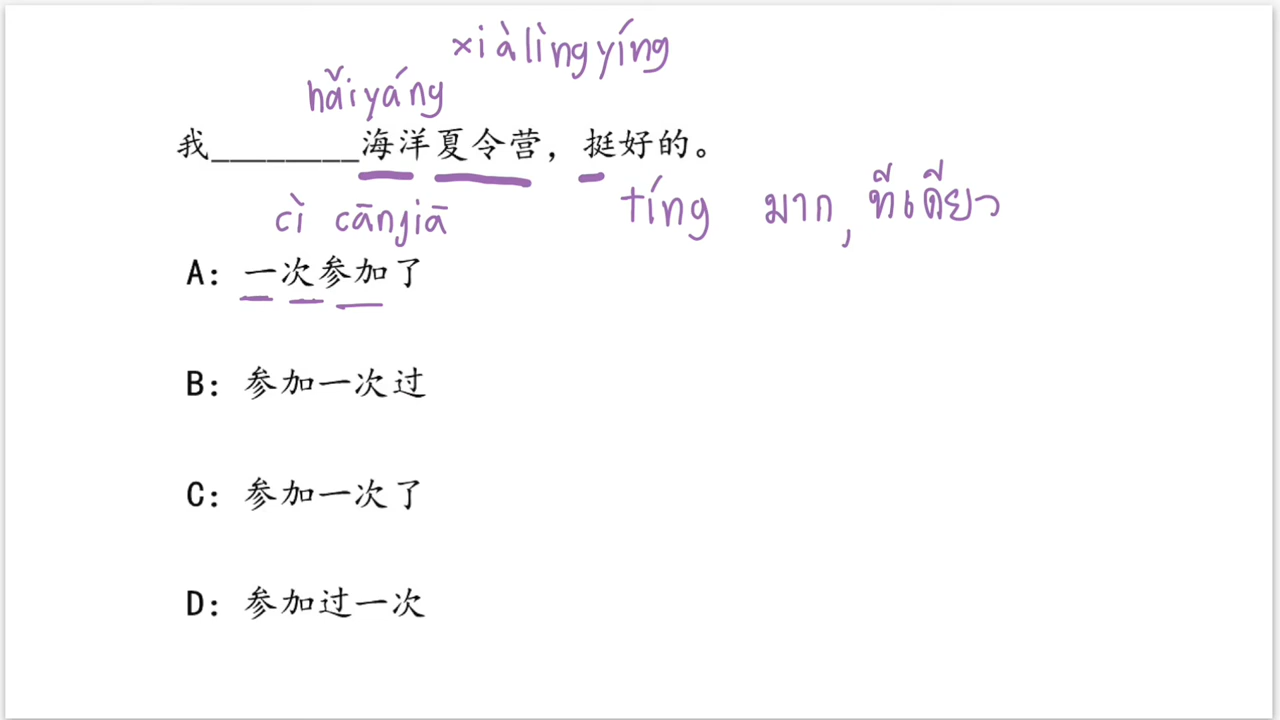 xiàlìngyíng
hǎiyáng
我________海洋夏令营，挺好的。
cì cānjiā tíng มาก, ทีเดียว
A：一次参加了
B：参加一次过
C：参加一次了
D：参加过一次